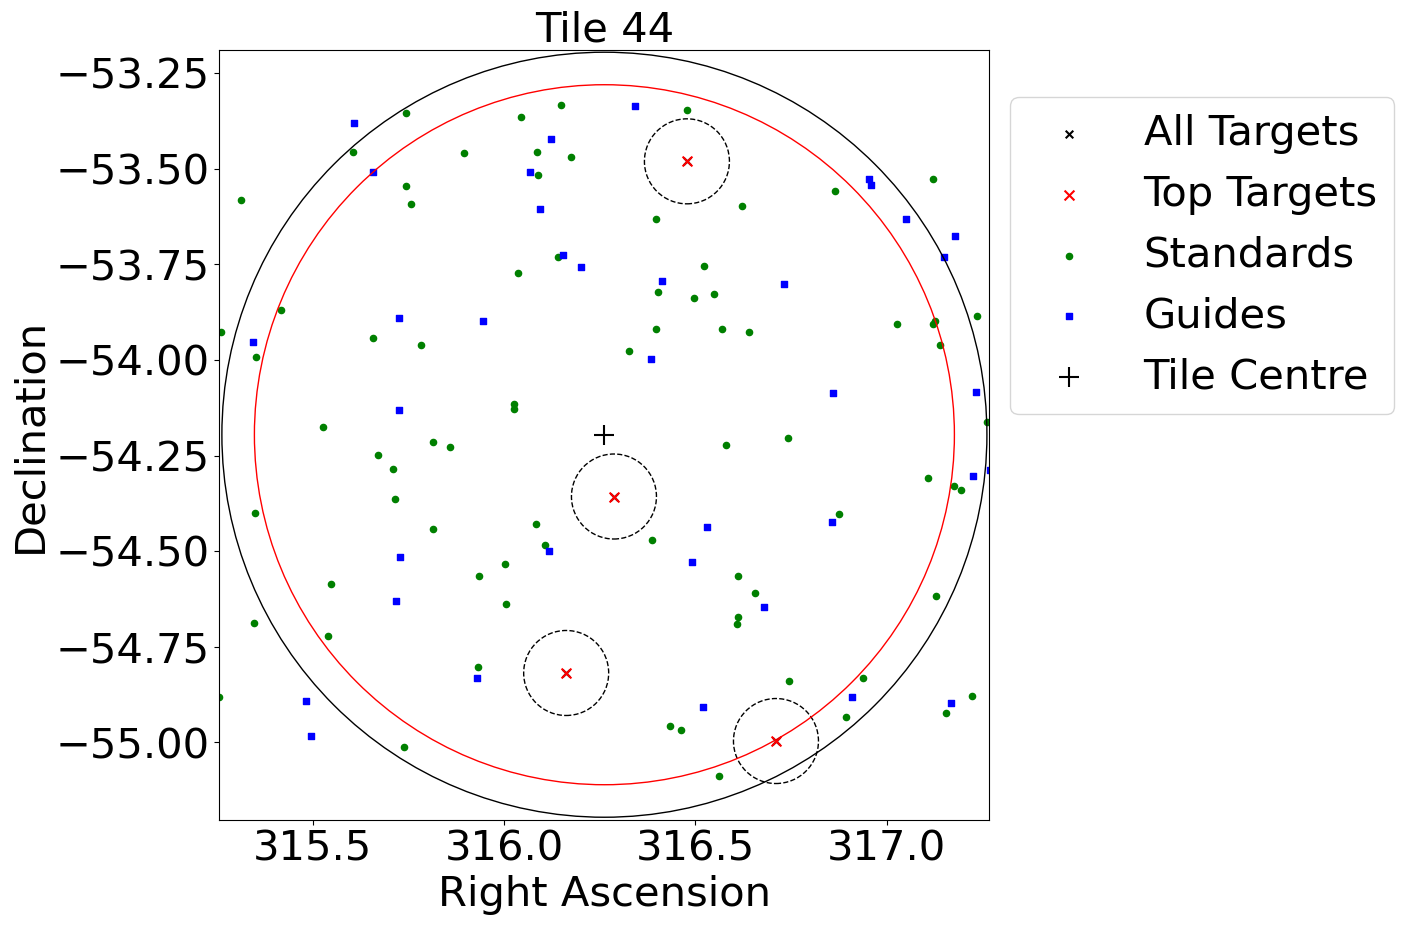 Tile 44
−53.25
−53.50
−53.75
−54.00
−54.25
−54.50
−54.75
−55.00
Declination
315.5 316.0 316.5 317.0
Right Ascension
All Targets
Top Targets
Standards
Guides
Tile Centre